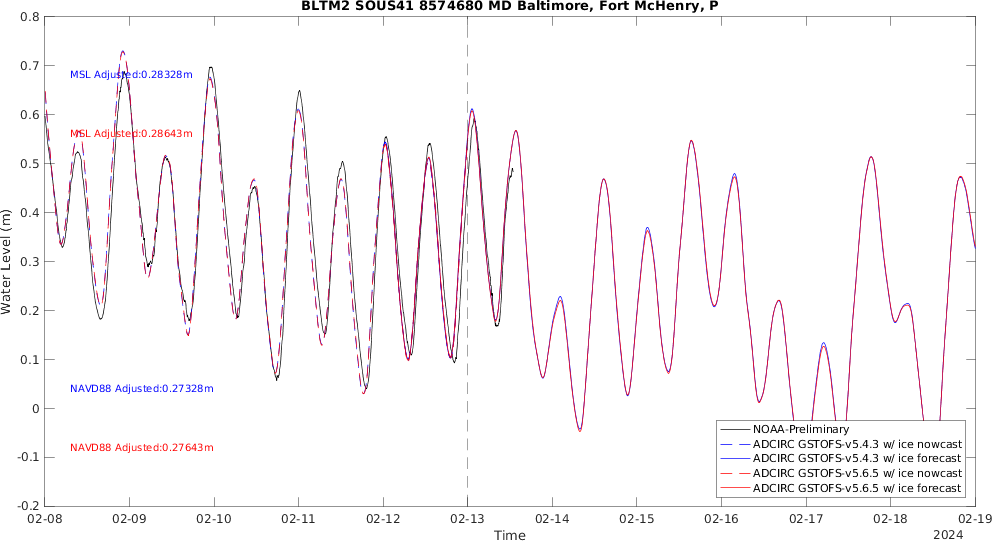 BLTM2 SOUS41 8574680 MD Baltimore, Fort McHenry, P
0.8
0.7
0.6
0.5
0.4
0.3
0.2
0.1
0
-0.1
-0.2
Water Level (m)
MSL Adjusted:0.28328m
MSL Adjusted:0.28643m
NAVD88 Adjusted:0.27328m
NAVD88 Adjusted:0.27643m
NOAA-Preliminary
ADCIRC GSTOFS-v5.4.3 w/ ice nowcast
ADCIRC GSTOFS-v5.4.3 w/ ice forecast
ADCIRC GSTOFS-v5.6.5 w/ ice nowcast
ADCIRC GSTOFS-v5.6.5 w/ ice forecast
02-08 02-09 02-10 02-11 02-12 02-13 02-14 02-15 02-16 02-17 02-18 02-19
Time
2024